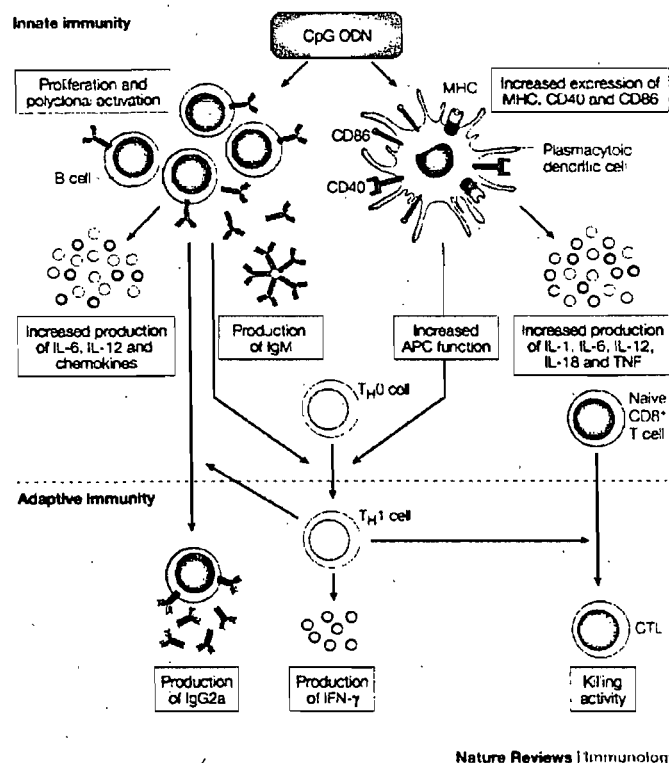 Innate immunity
CpG ODN
Proliferation and
polyclonal activation
B cell
MHC
CD86
CD40
Increased expression of
MHC, CD40 and CD86
Plasmacytoid
dendritic cell
Increased production
of IL-6, IL-12 and
chemokines
Production
of IgM
Increased
APC function
Increased production
of IL-1, IL-6, IL-12,
IL-18 and TNF
TH0 cell
Naive
CD8+
T cell
Adaptive immunity
TH1 cell
CTL
Production
of IgG2a
Production
of IFN-γ
Killing
activity
Nature Reviews | Immunolog